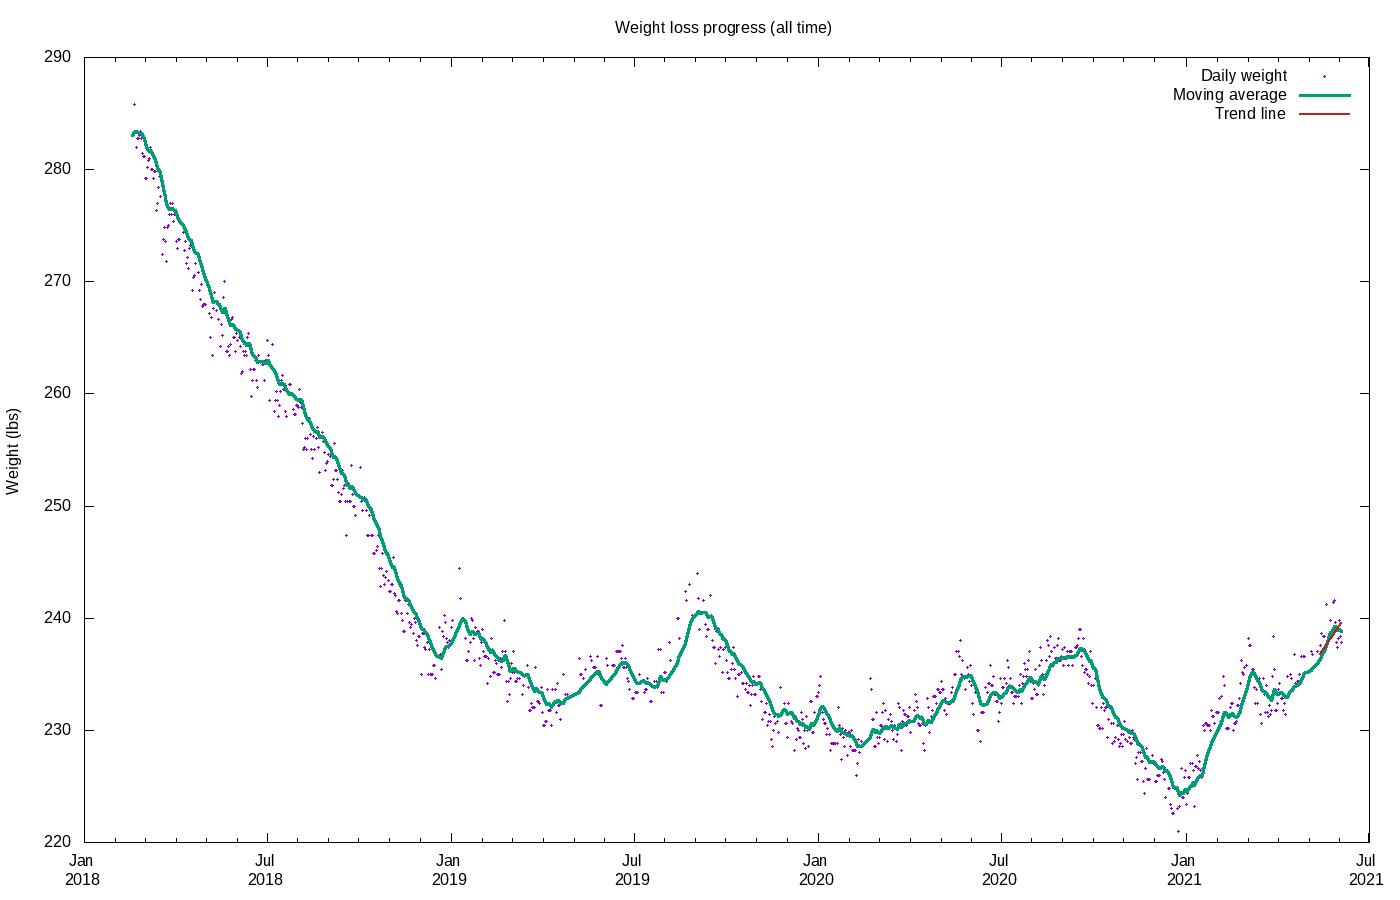 Weight loss progress (all time)
Daily weight
Moving average
Trend line
Weight (lbs)
290
280
270
260
250
240
230
220
Jan Jul Jan Jul Jan Jul Jan Jul
2018 2018 2019 2019 2020 2020 2021 2021